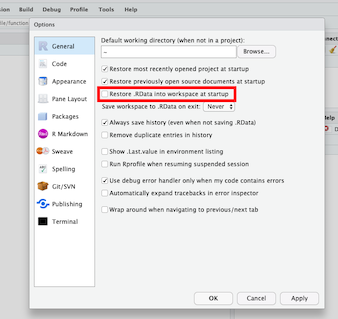 ssion Build Debug Profile Tools Help
file/function
Options
General
Code
Appearance
Pane Layout
Packages
R Markdown
Sweave
Spelling
Git/SVN
Publishing
Terminal
Default working directory (when not in a project):
~
Browse...
Restore most recently opened project at startup
Restore previously open source documents at startup
Restore .RData into workspace at startup
Save workspace to .RData on exit: Never
Always save history (even when not saving .RData)
Remove duplicate entries in history
Show .Last.value in environment listing
Run Rprofile when resuming suspended session
Use debug error handler only when my code contains errors
Automatically expand tracebacks in error inspector
Wrap around when navigating to previous/next tab
OK Cancel Apply
onnec